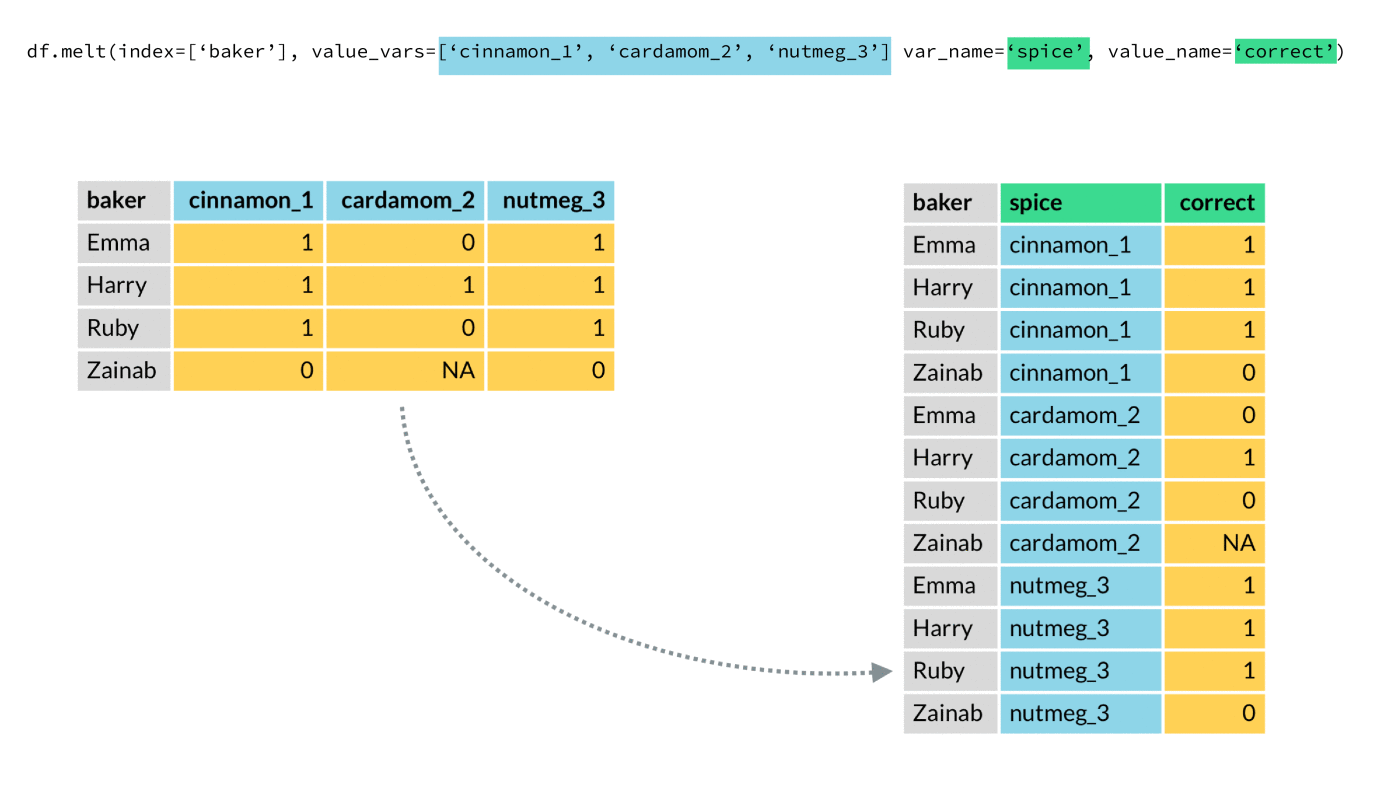 df.melt(index=[‘baker’], value_vars=[‘cinnamon_1’, ‘cardamom_2’, ‘nutmeg_3’] var_name=‘spice’, value_name=‘correct’)
baker cinnamon_1 cardamom_2 nutmeg_3
Emma 1 0 1
Harry 1 1 1
Ruby 1 0 1
Zainab 0 NA 0
baker spice correct
Emma cinnamon_1 1
Harry cinnamon_1 1
Ruby cinnamon_1 1
Zainab cinnamon_1 0
Emma cardamom_2 0
Harry cardamom_2 1
Ruby cardamom_2 0
Zainab cardamom_2 NA
Emma nutmeg_3 1
Harry nutmeg_3 1
Ruby nutmeg_3 1
Zainab nutmeg_3 0